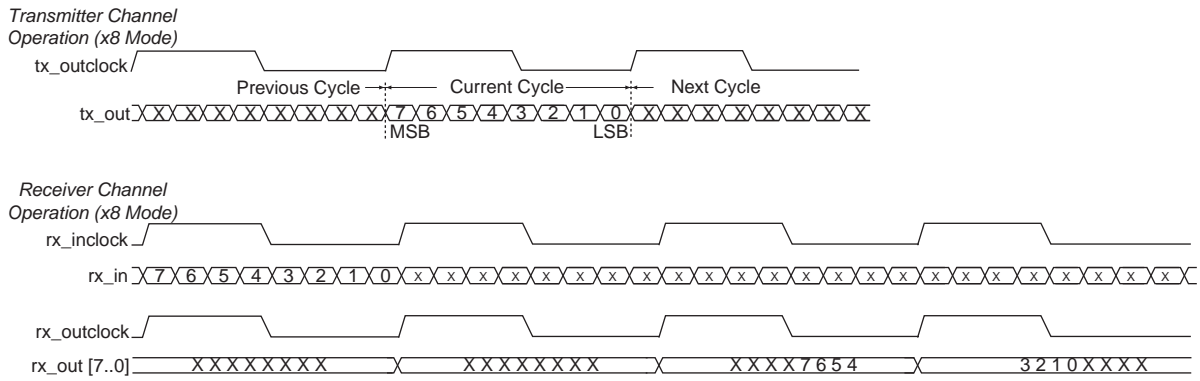 Transmitter Channel
Operation (x8 Mode)
tx_outclock
Previous Cycle Current Cycle Next Cycle
tx_out X X X X X X X X 7 6 5 4 3 2 1 0 X X X X X X X X
MSB LSB
Receiver Channel
Operation (x8 Mode)
rx_inclock
rx_in 7 6 5 4 3 2 1 0 x x x x x x x x x x x x x x x x x x x x x x x x
rx_outclock
rx_out [7..0] X X X X X X X X X X X X X X X X X X X X 7 6 5 4 3 2 1 0 X X X X